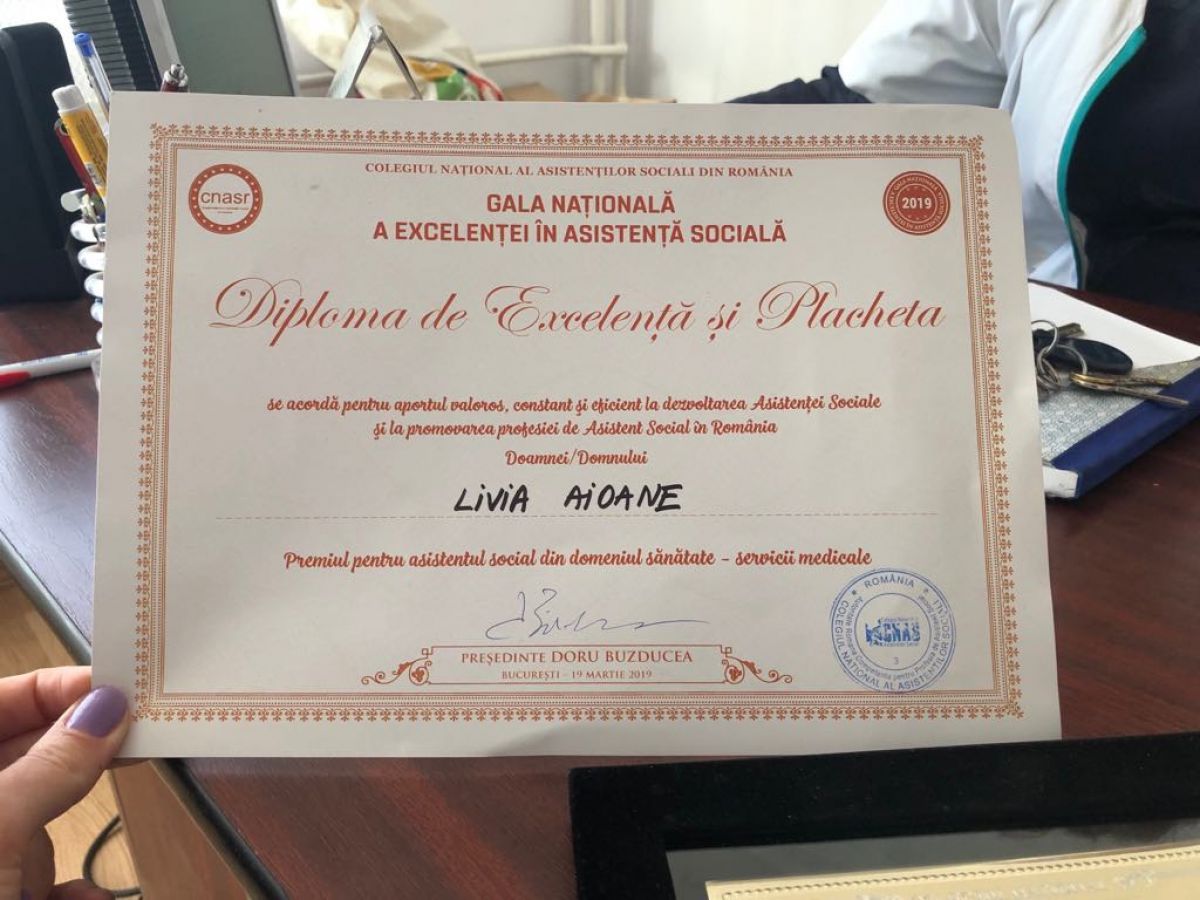 COLEGIUL NAȚIONAL AL ASISTENȚILOR SOCIALI DIN ROMÂNIA
cnasr
2019
GALA NAȚIONALĂ
A EXCELENȚEI ÎN ASISTENȚĂ SOCIALĂ
Diploma de Excelență și Placheta
se acordă pentru aportul valoros, constant și eficient la dezvoltarea Asistenței Sociale
și la promovarea profesiei de Asistent Social în România
Doamnei/Domnului
LIVIA AIOANE
Premiul pentru asistentul social din domeniul sănătate – servicii medicale
PREȘEDINTE DORU BUZDUCEA
BUCUREȘTI – 19 MARTIE 2019
ROMÂNIA
COLEGIUL NAȚIONAL AL ASISTENȚILOR SOCIALI
CNAS
3